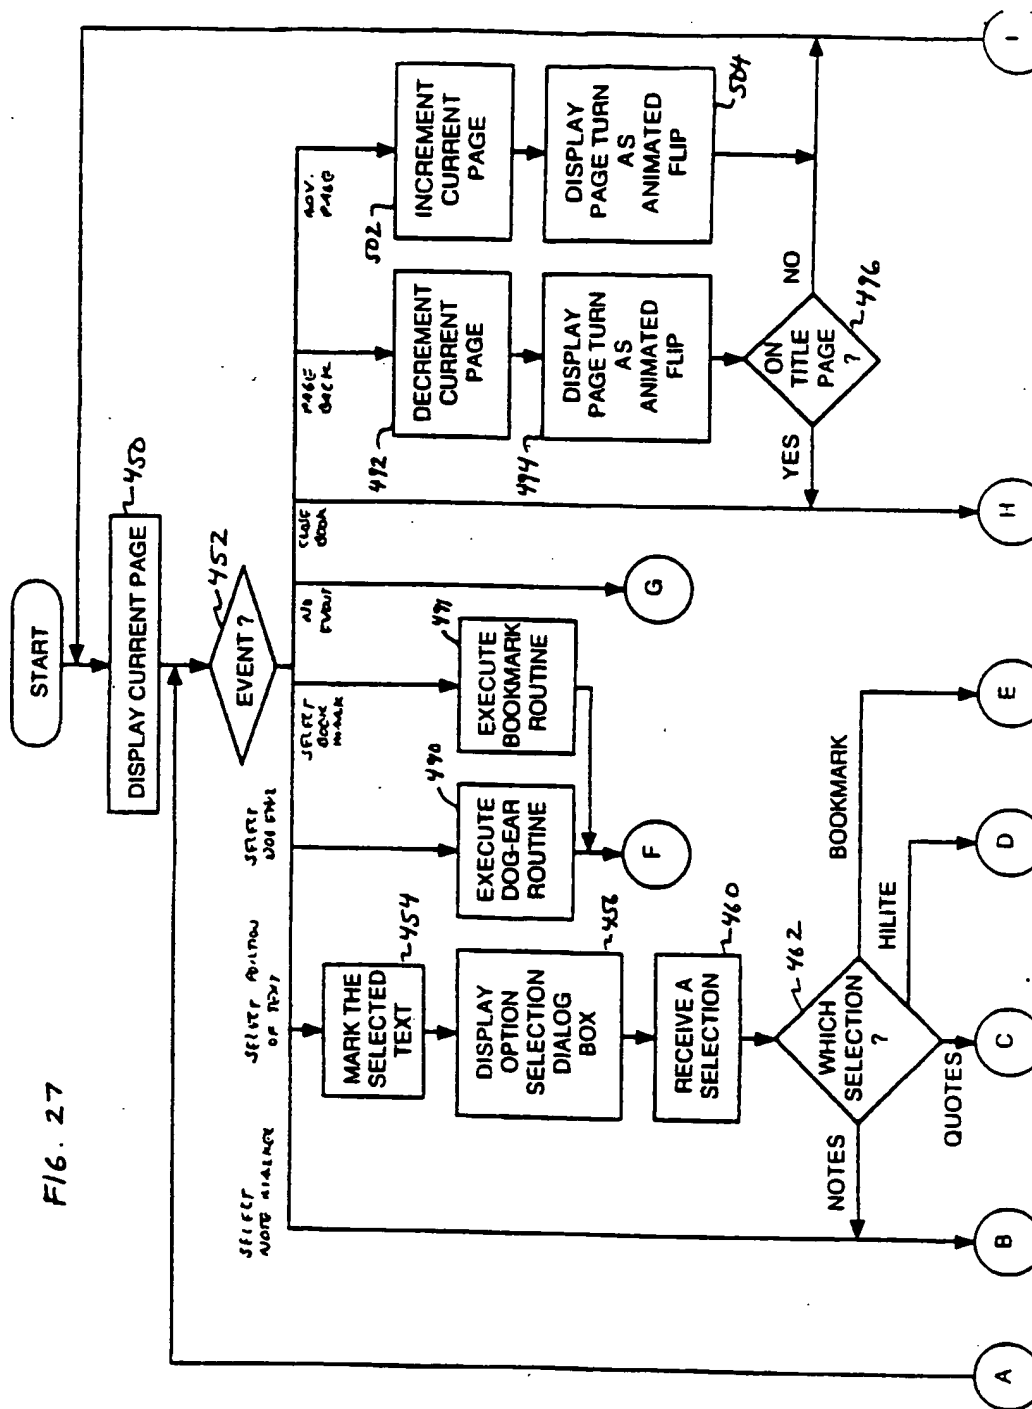 FIG. 27
START
DISPLAY CURRENT PAGE
450
EVENT ?
452
SELECT
NOTE MARKER
SELECT PORTION
OF TEXT
SELECT
DOG EAR
SELECT
BOOK
MARK
NO
EVENT
CLOSE
BOOK
PAGE
BACK
ADV.
PAGE
MARK THE
SELECTED
TEXT
454
DISPLAY
OPTION
SELECTION
DIALOG
BOX
456
RECEIVE A
SELECTION
460
WHICH
SELECTION
?
462
NOTES
QUOTES
HILITE
BOOKMARK
490
EXECUTE
DOG-EAR
ROUTINE
491
EXECUTE
BOOKMARK
ROUTINE
492
DECREMENT
CURRENT
PAGE
494
DISPLAY
PAGE TURN
AS
ANIMATED
FLIP
ON
TITLE
PAGE
?
496
YES
NO
502
INCREMENT
CURRENT
PAGE
DISPLAY
PAGE TURN
AS
ANIMATED
FLIP
504
F
G
A
B
C
D
E
H
I